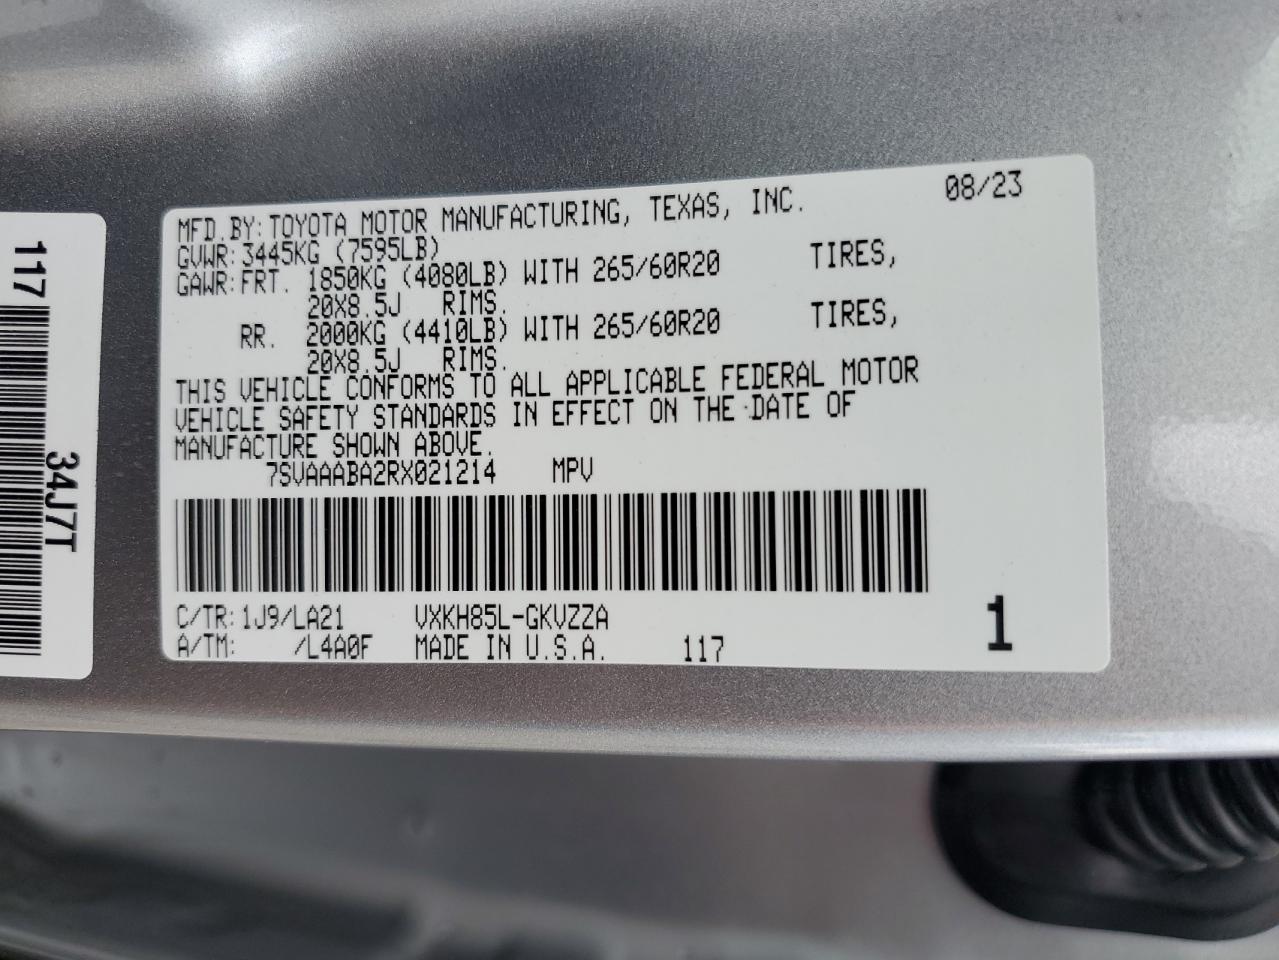 MFD.BY:TOYOTA MOTOR MANUFACTURING, TEXAS, INC. 08/23
GVWR:3445KG (7595LB)
GAWR:FRT. 1850KG (4080LB) WITH 265/60R20 TIRES,
20X8.5J RIMS.
RR. 2000KG (4410LB) WITH 265/60R20 TIRES,
20X8.5J RIMS.
THIS VEHICLE CONFORMS TO ALL APPLICABLE FEDERAL MOTOR
VEHICLE SAFETY STANDARDS IN EFFECT ON THE DATE OF
MANUFACTURE SHOWN ABOVE.
7SVAAABA2RX021214 MPV
C/TR:1J9/LA21 VXKH85L-GKVZZA
A/TM: /L4A0F MADE IN U.S.A. 117 1
117
34J7T